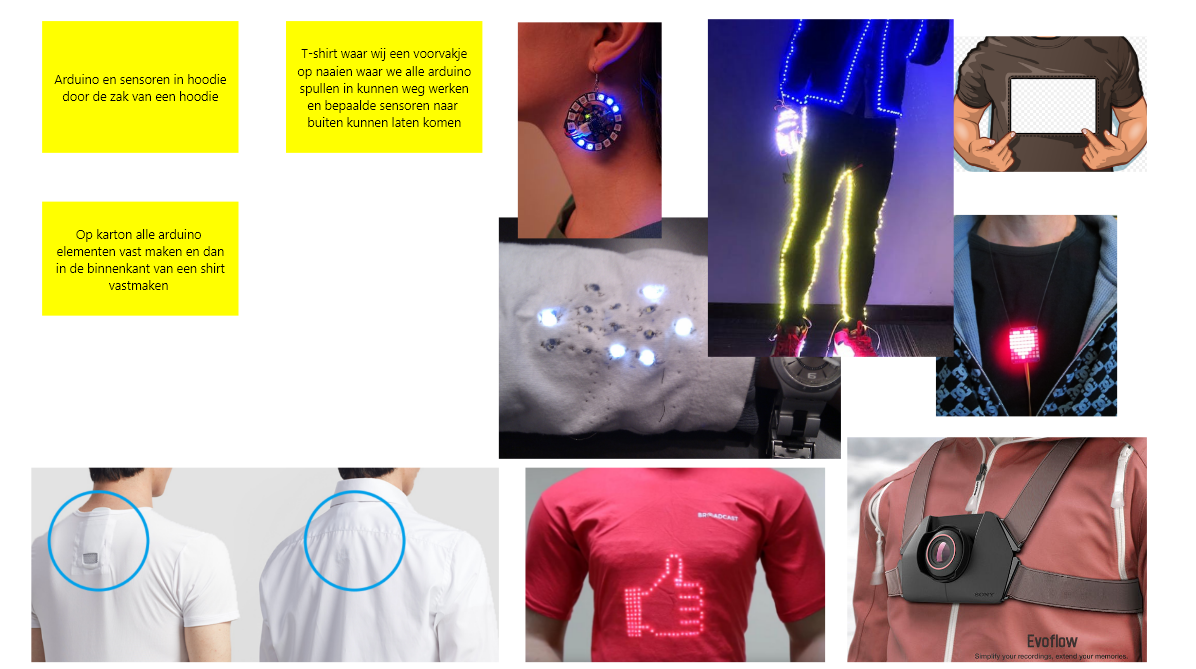 Arduino en sensoren in hoodie
door de zak van een hoodie
T-shirt waar wij een voorvakje
op naaien waar we alle arduino
spullen in kunnen weg werken
en bepaalde sensoren naar
buiten kunnen laten komen
Op karton alle arduino
elementen vast maken en dan
in de binnenkant van een shirt
vastmaken
BROADCAST
SONY
Evoflow
Simplify your recordings, extend your memories.